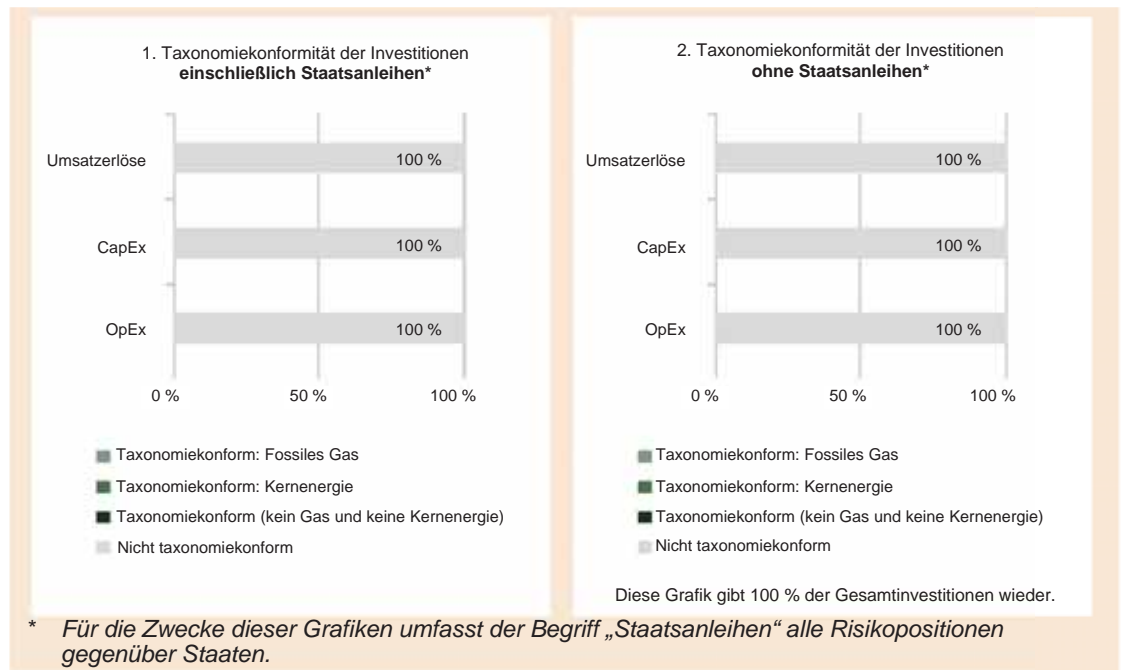 1. Taxonomiekonformität der Investitionen
einschließlich Staatsanleihen*
Umsatzerlöse
100 %
CapEx
100 %
OpEx
100 %
0 %
50 %
100 %
Taxonomiekonform: Fossiles Gas
Taxonomiekonform: Kernenergie
Taxonomiekonform (kein Gas und keine Kernenergie)
Nicht taxonomiekonform
2. Taxonomiekonformität der Investitionen
ohne Staatsanleihen*
Umsatzerlöse
100 %
CapEx
100 %
OpEx
100 %
0 %
50 %
100 %
Taxonomiekonform: Fossiles Gas
Taxonomiekonform: Kernenergie
Taxonomiekonform (kein Gas und keine Kernenergie)
Nicht taxonomiekonform
Diese Grafik gibt 100 % der Gesamtinvestitionen wieder.
* Für die Zwecke dieser Grafiken umfasst der Begriff „Staatsanleihen“ alle Risikopositionen
gegenüber Staaten.